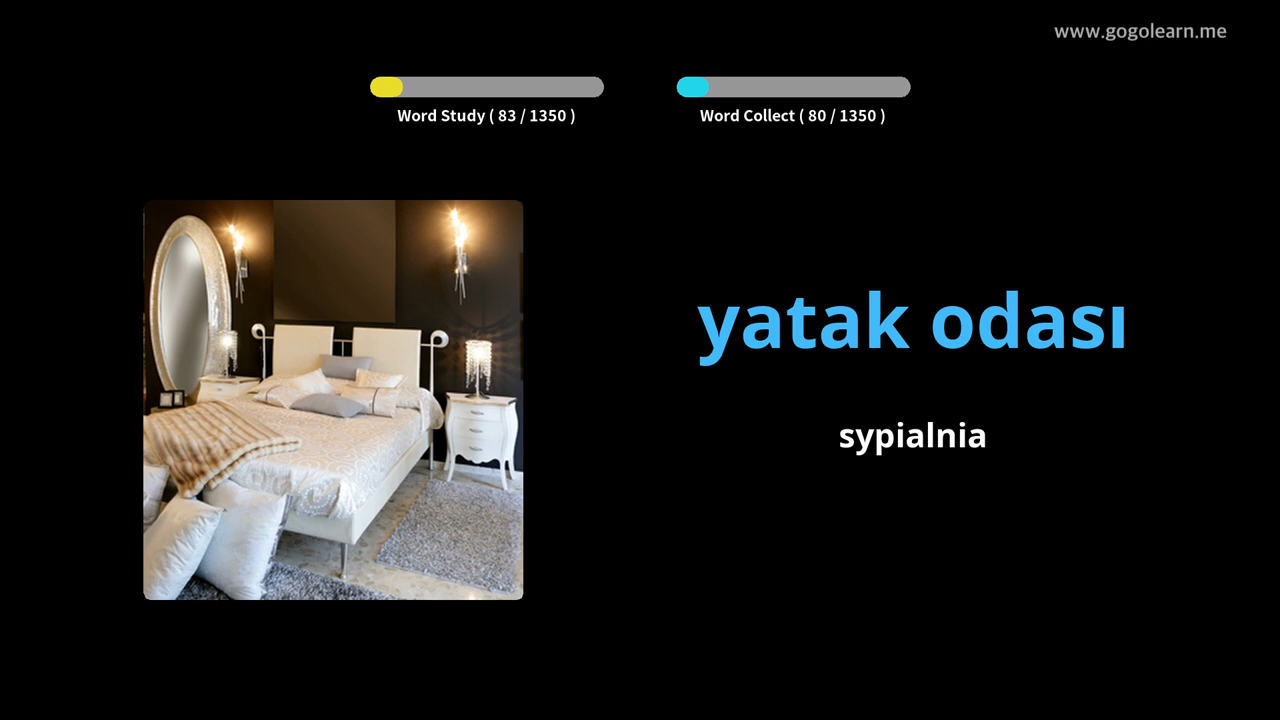 www.gogolearn.me
Word Study ( 83 / 1350 )
Word Collect ( 80 / 1350 )
yatak odası
sypialnia